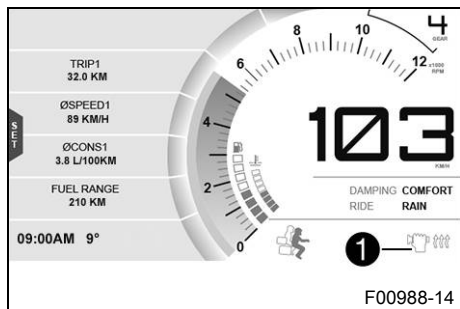 TRIP1
32.0 KM
ØSPEED1
89 KM/H
ØCONS1
3.8 L/100KM
FUEL RANGE
210 KM
SET
09:00AM 9°
0
2
4
6
8
10
12
x1000
RPM
4
GEAR
103
KM/H
DAMPING COMFORT
RIDE RAIN
1
F00988-14